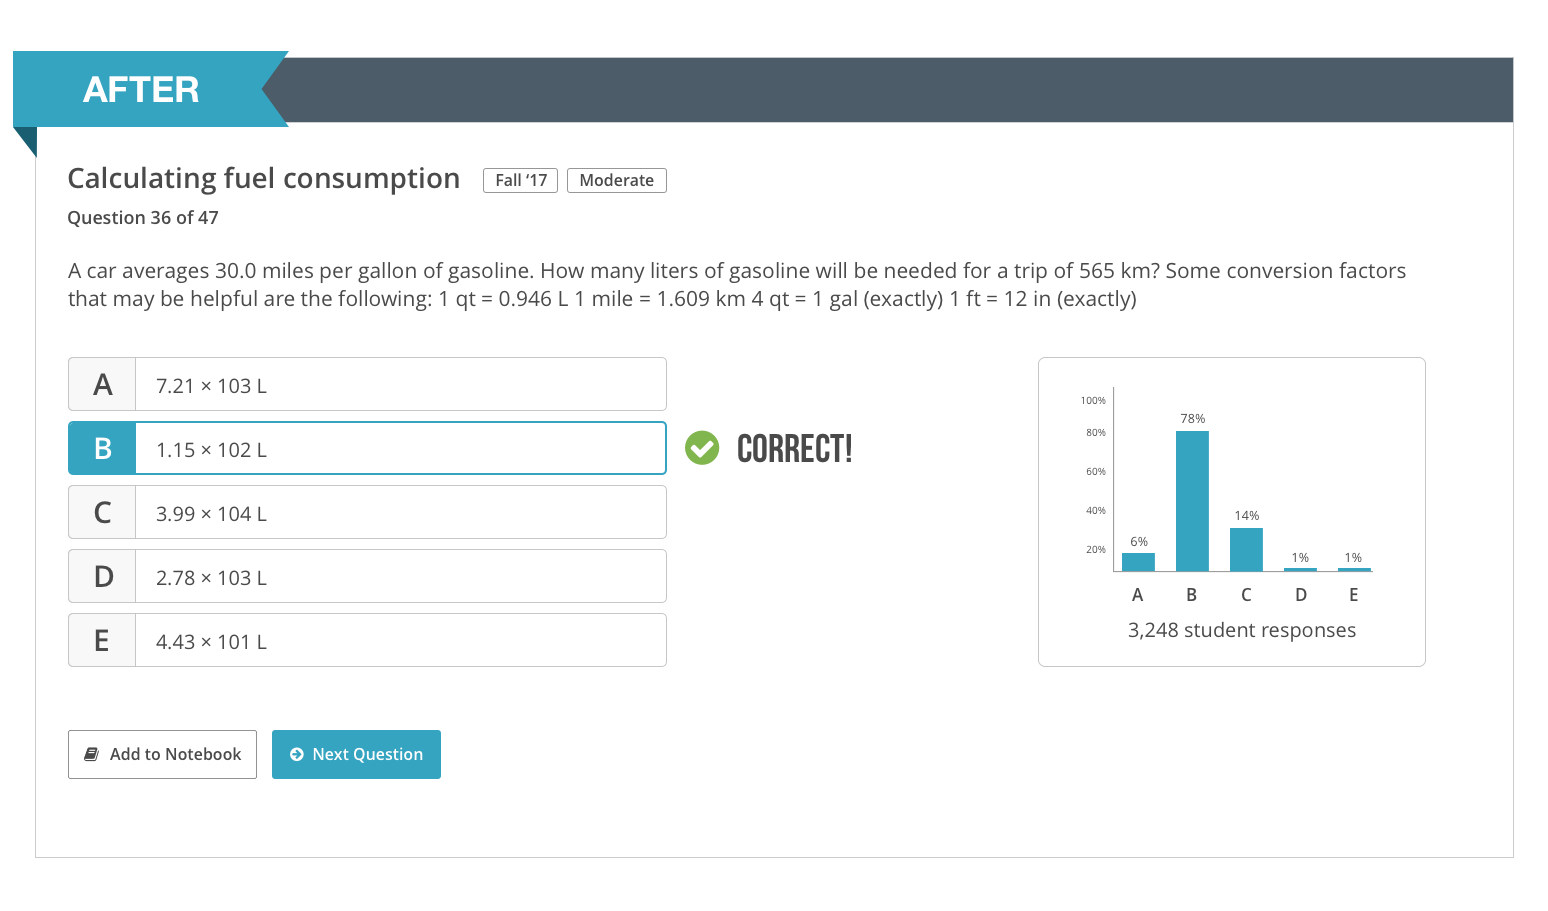 AFTER
Calculating fuel consumption
Fall ‘17
Moderate
Question 36 of 47
A car averages 30.0 miles per gallon of gasoline. How many liters of gasoline will be needed for a trip of 565 km? Some conversion factors
that may be helpful are the following: 1 qt = 0.946 L 1 mile = 1.609 km 4 qt = 1 gal (exactly) 1 ft = 12 in (exactly)
A 7.21 × 103 L
B 1.15 × 102 L
CORRECT!
C 3.99 × 104 L
D 2.78 × 103 L
E 4.43 × 101 L
100%
80%
60%
40%
20%
6%
78%
14%
1%
1%
A B C D E
3,248 student responses
Add to Notebook
Next Question